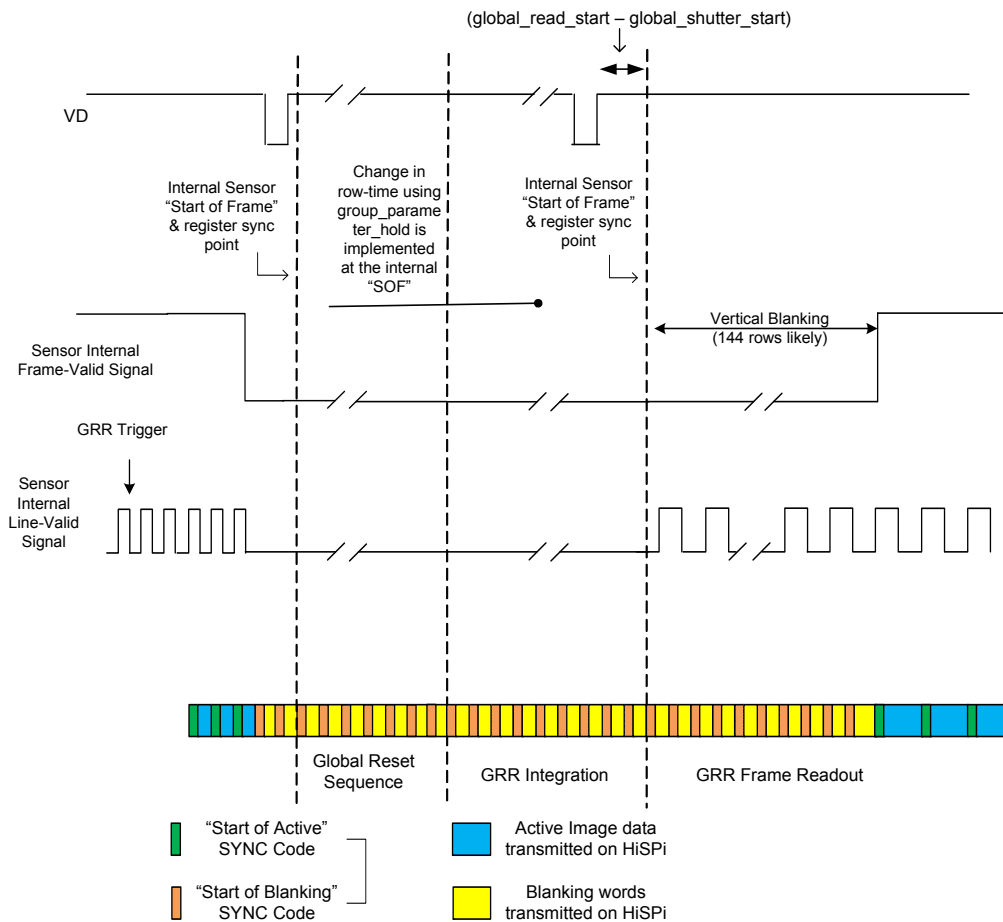 (global_read_start – global_shutter_start)
VD
Internal Sensor
“Start of Frame”
& register sync
point
Change in
row-time using
group_parame
ter_hold is
implemented
at the internal
“SOF”
Internal Sensor
“Start of Frame”
& register sync
point
Vertical Blanking
(144 rows likely)
Sensor Internal
Frame-Valid Signal
GRR Trigger
Sensor
Internal
Line-Valid
Signal
Global Reset
Sequence
GRR Integration
GRR Frame Readout
“Start of Active”
SYNC Code
Active Image data
transmitted on HiSPi
“Start of Blanking”
SYNC Code
Blanking words
transmitted on HiSPi